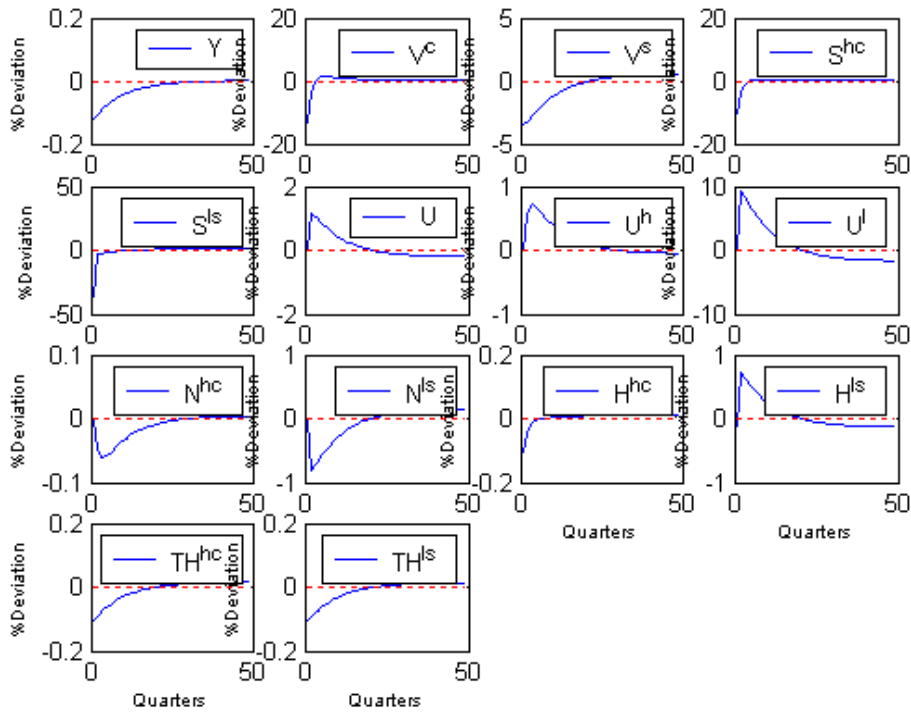 0.2
0
-0.2
0
50
%Deviation
Y
20
0
-20
0
50
%Deviation
V^c
5
0
-5
0
50
%Deviation
V^s
20
0
-20
0
50
%Deviation
S^hc
50
0
-50
0
50
%Deviation
S^ls
2
0
-2
0
50
%Deviation
U
1
0
-1
0
50
%Deviation
U^h
10
0
-10
0
50
%Deviation
U^l
0.1
0
-0.1
0
50
%Deviation
N^hc
1
0
-1
0
50
%Deviation
N^ls
0.2
0
-0.2
0
50
%Deviation
H^hc
Quarters
1
0
-1
0
50
%Deviation
H^ls
Quarters
0.2
0
-0.2
0
50
%Deviation
TH^hc
Quarters
0.2
0
-0.2
0
50
%Deviation
TH^ls
Quarters